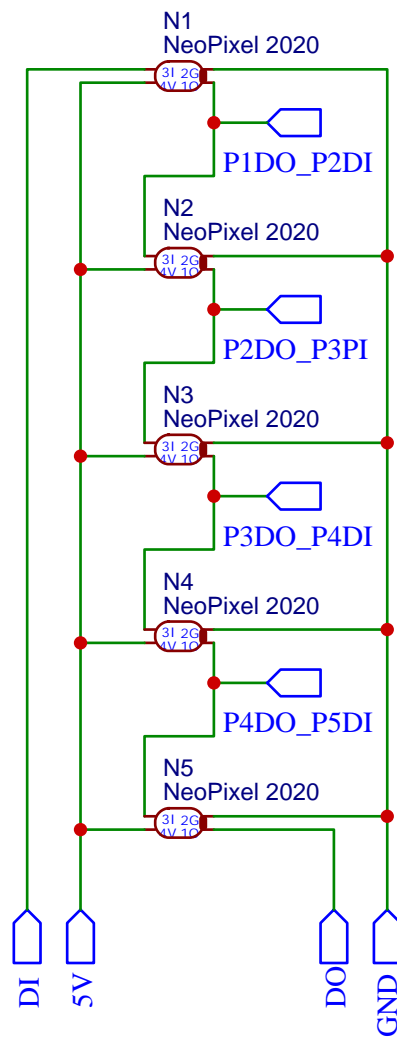 N1
NeoPixel 2020
3I 2G
4V 1O
P1DO_P2DI
N2
NeoPixel 2020
3I 2G
4V 1O
P2DO_P3PI
N3
NeoPixel 2020
3I 2G
4V 1O
P3DO_P4DI
N4
NeoPixel 2020
3I 2G
4V 1O
P4DO_P5DI
N5
NeoPixel 2020
3I 2G
4V 1O
DI
5V
DO
GND